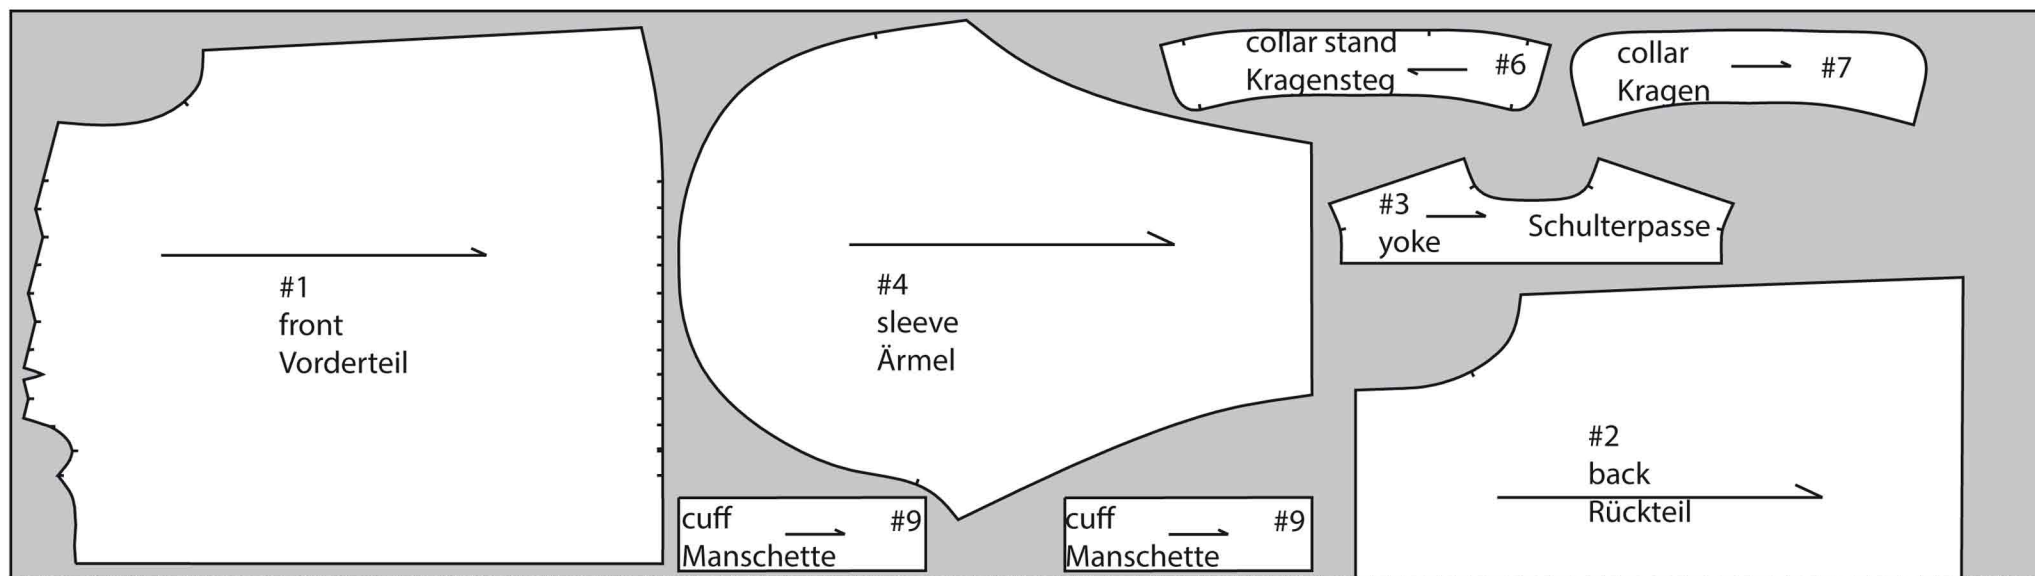 #1
front
Vorderteil
#4
sleeve
Ärmel
collar stand
Kragensteg
#6
collar
Kragen
#7
#3
yoke
Schulterpasse
#2
back
Rückteil
cuff
Manschette
#9
cuff
Manschette
#9